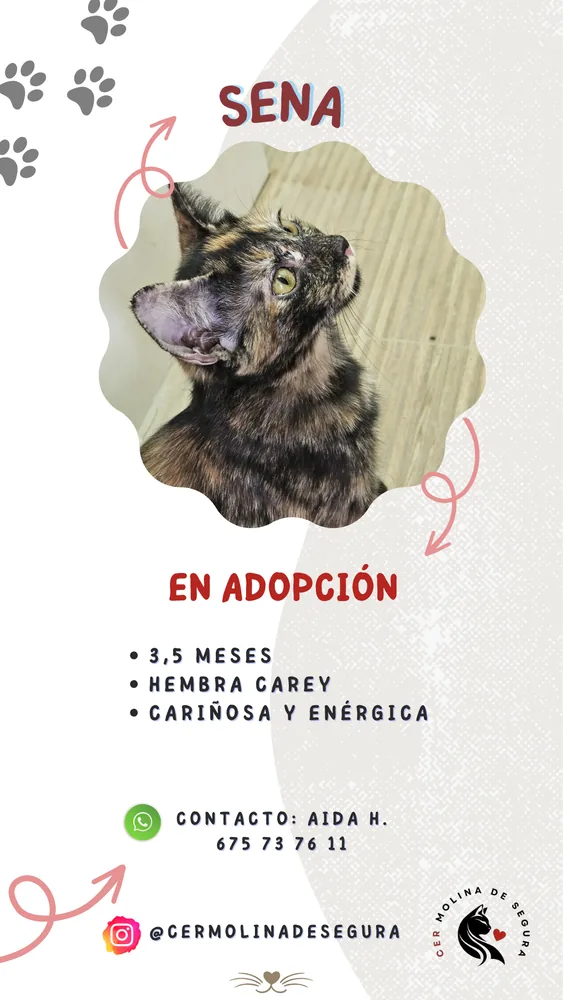 SENA
EN ADOPCIÓN
• 3,5 MESES
• HEMBRA CAREY
• CARIÑOSA Y ENÉRGICA
CONTACTO: AIDA H.
675 73 76 11
@CERMOLINADESEGURA
CER MOLINA DE SEGURA